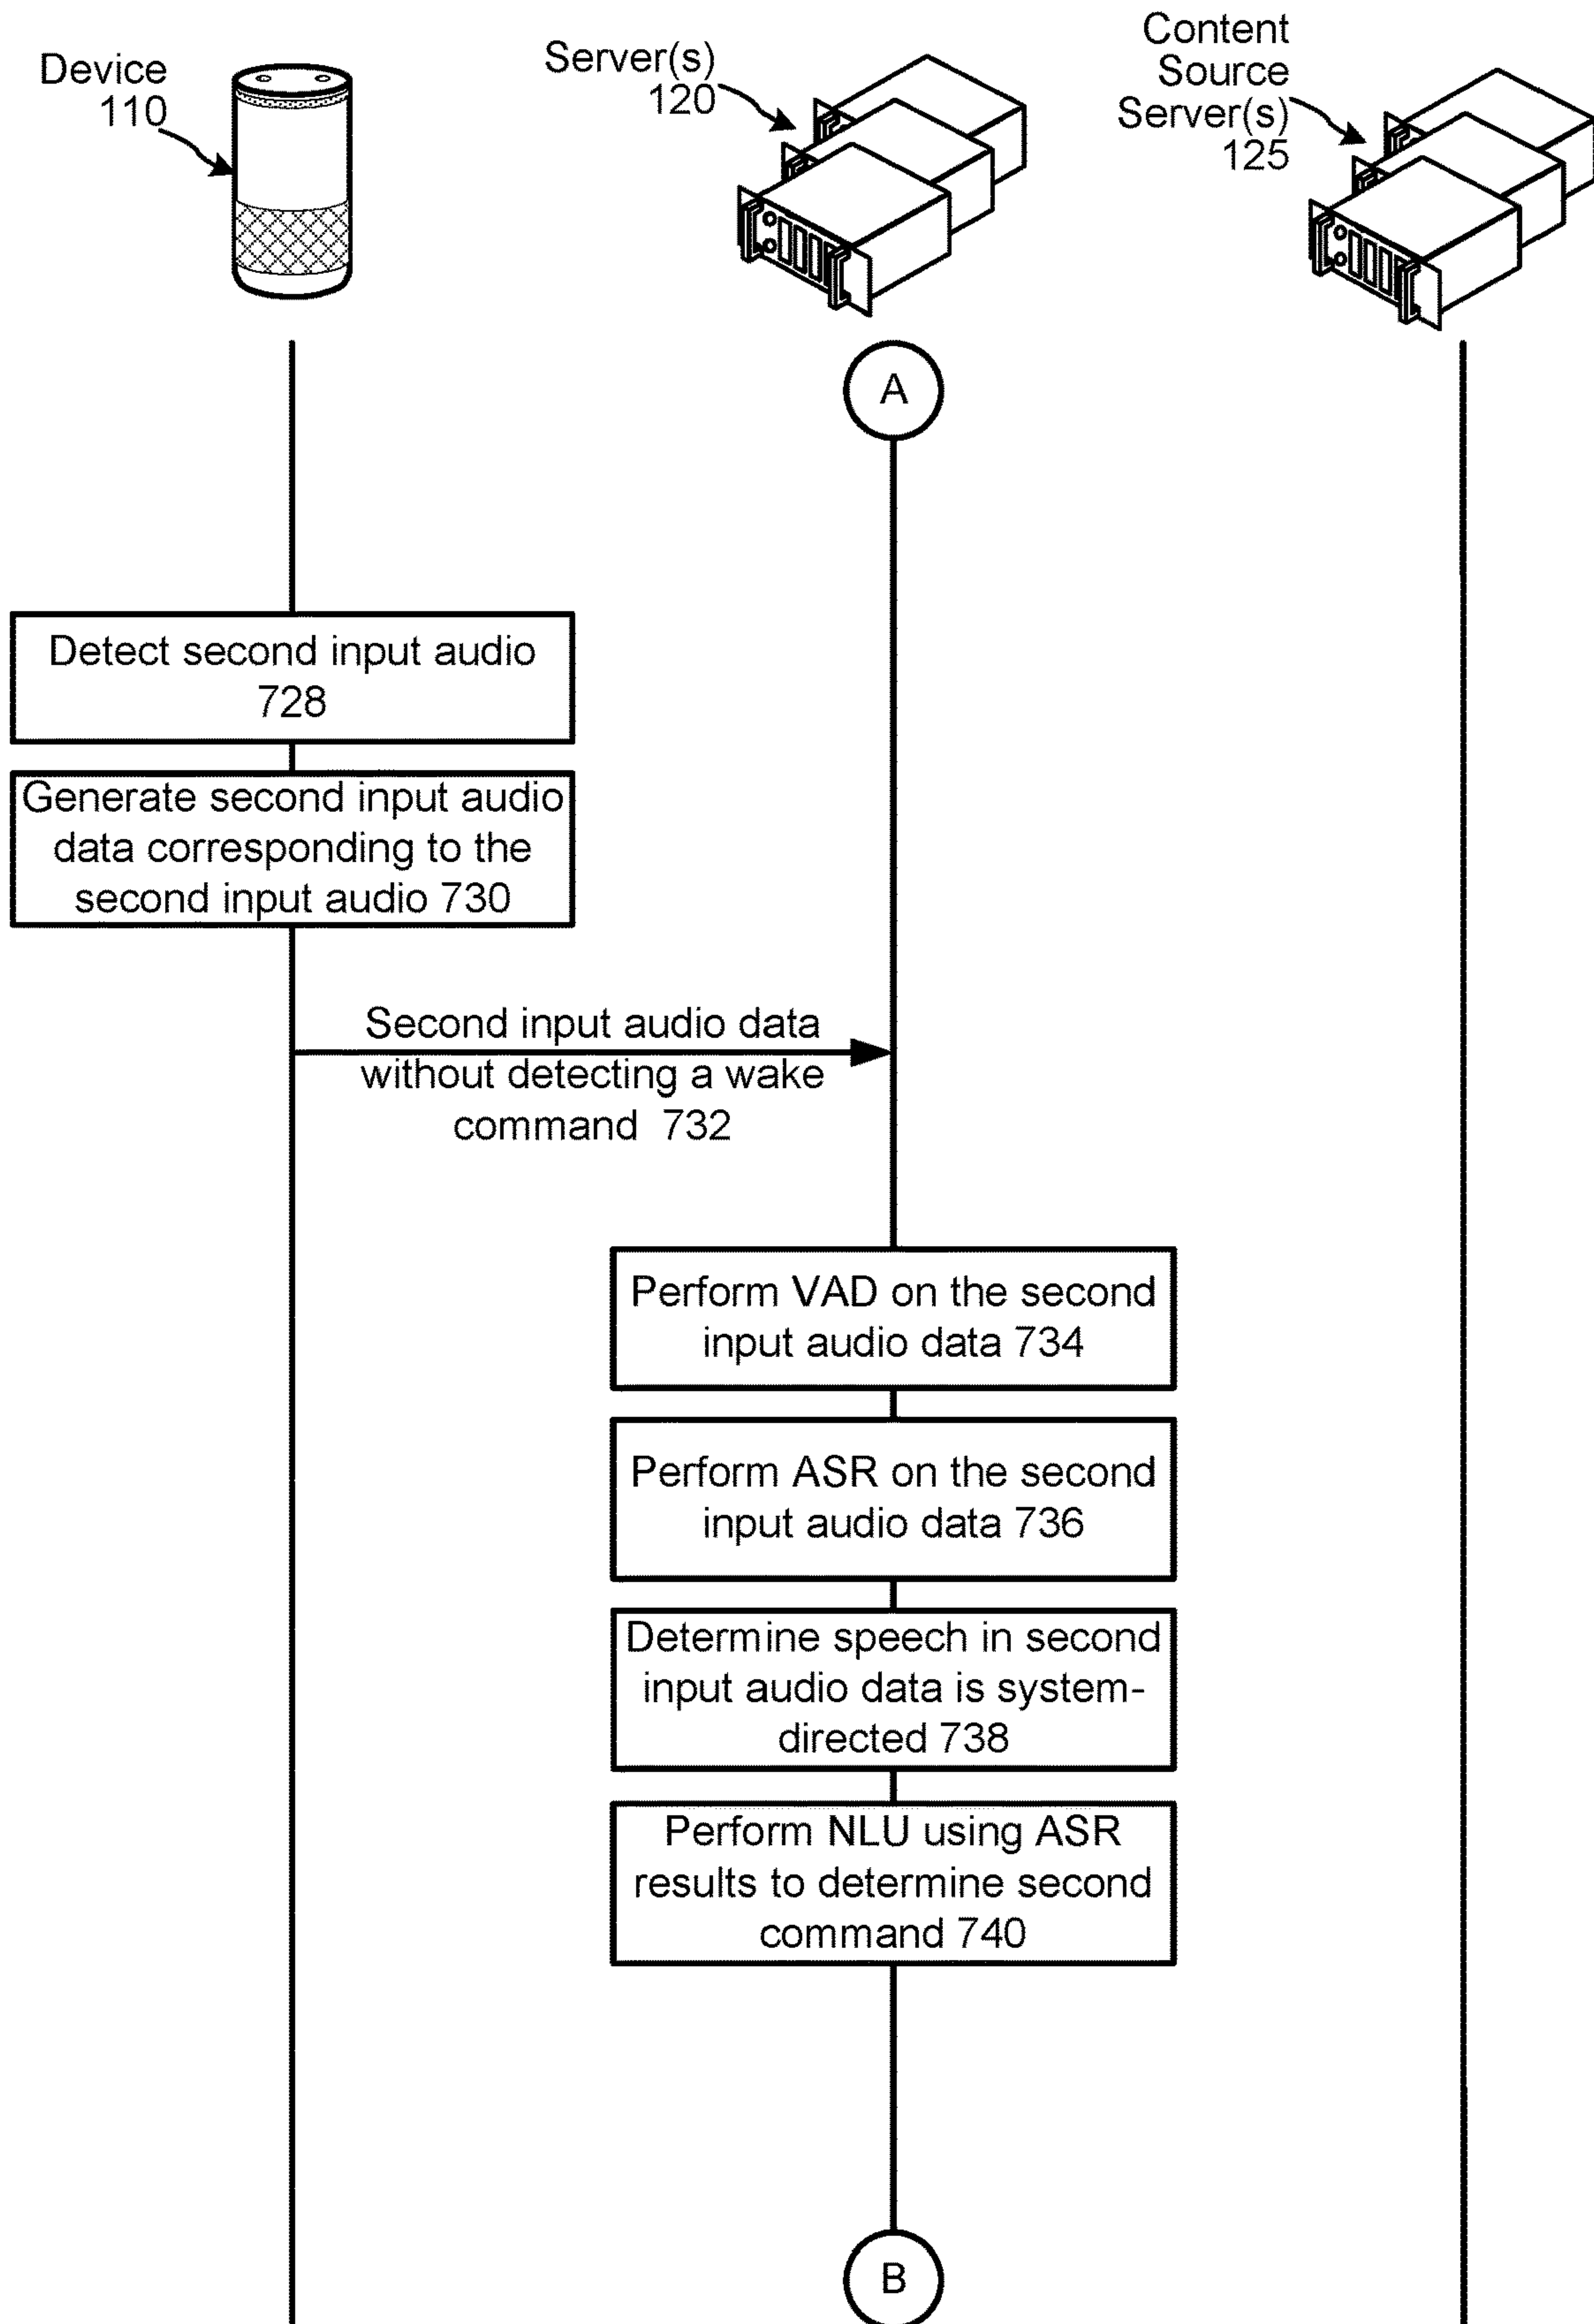 Device
110
Server(s)
120
Content
Source
Server(s)
125
A
Detect second input audio
728
Generate second input audio
data corresponding to the
second input audio 730
Second input audio data
without detecting a wake
command 732
Perform VAD on the second
input audio data 734
Perform ASR on the second
input audio data 736
Determine speech in second
input audio data is system-
directed 738
Perform NLU using ASR
results to determine second
command 740
B